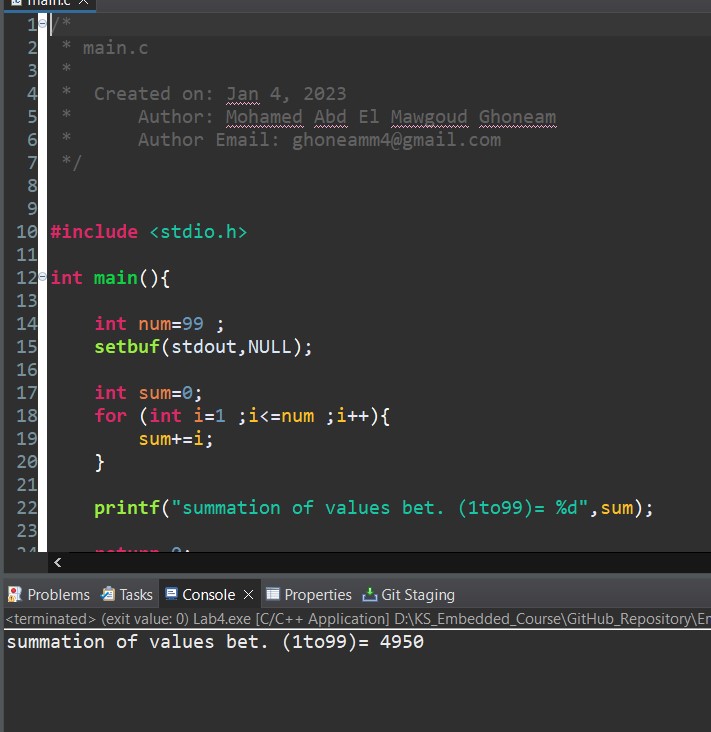 main.c
1 /*
2  * main.c
3  *
4  *  Created on: Jan 4, 2023
5  *      Author: Mohamed Abd El Mawgoud Ghoneam
6  *      Author Email: ghoneamm4@gmail.com
7  */
8
9
10 #include <stdio.h>
11
12 int main(){
13
14     int num=99 ;
15     setbuf(stdout,NULL);
16
17     int sum=0;
18     for (int i=1 ;i<=num ;i++){
19         sum+=i;
20     }
21
22     printf("summation of values bet. (1to99)= %d",sum);
23
24     return 0;
Problems Tasks Console Properties Git Staging
<terminated> (exit value: 0) Lab4.exe [C/C++ Application] D:\KS_Embedded_Course\GitHub_Repository\Em
summation of values bet. (1to99)= 4950